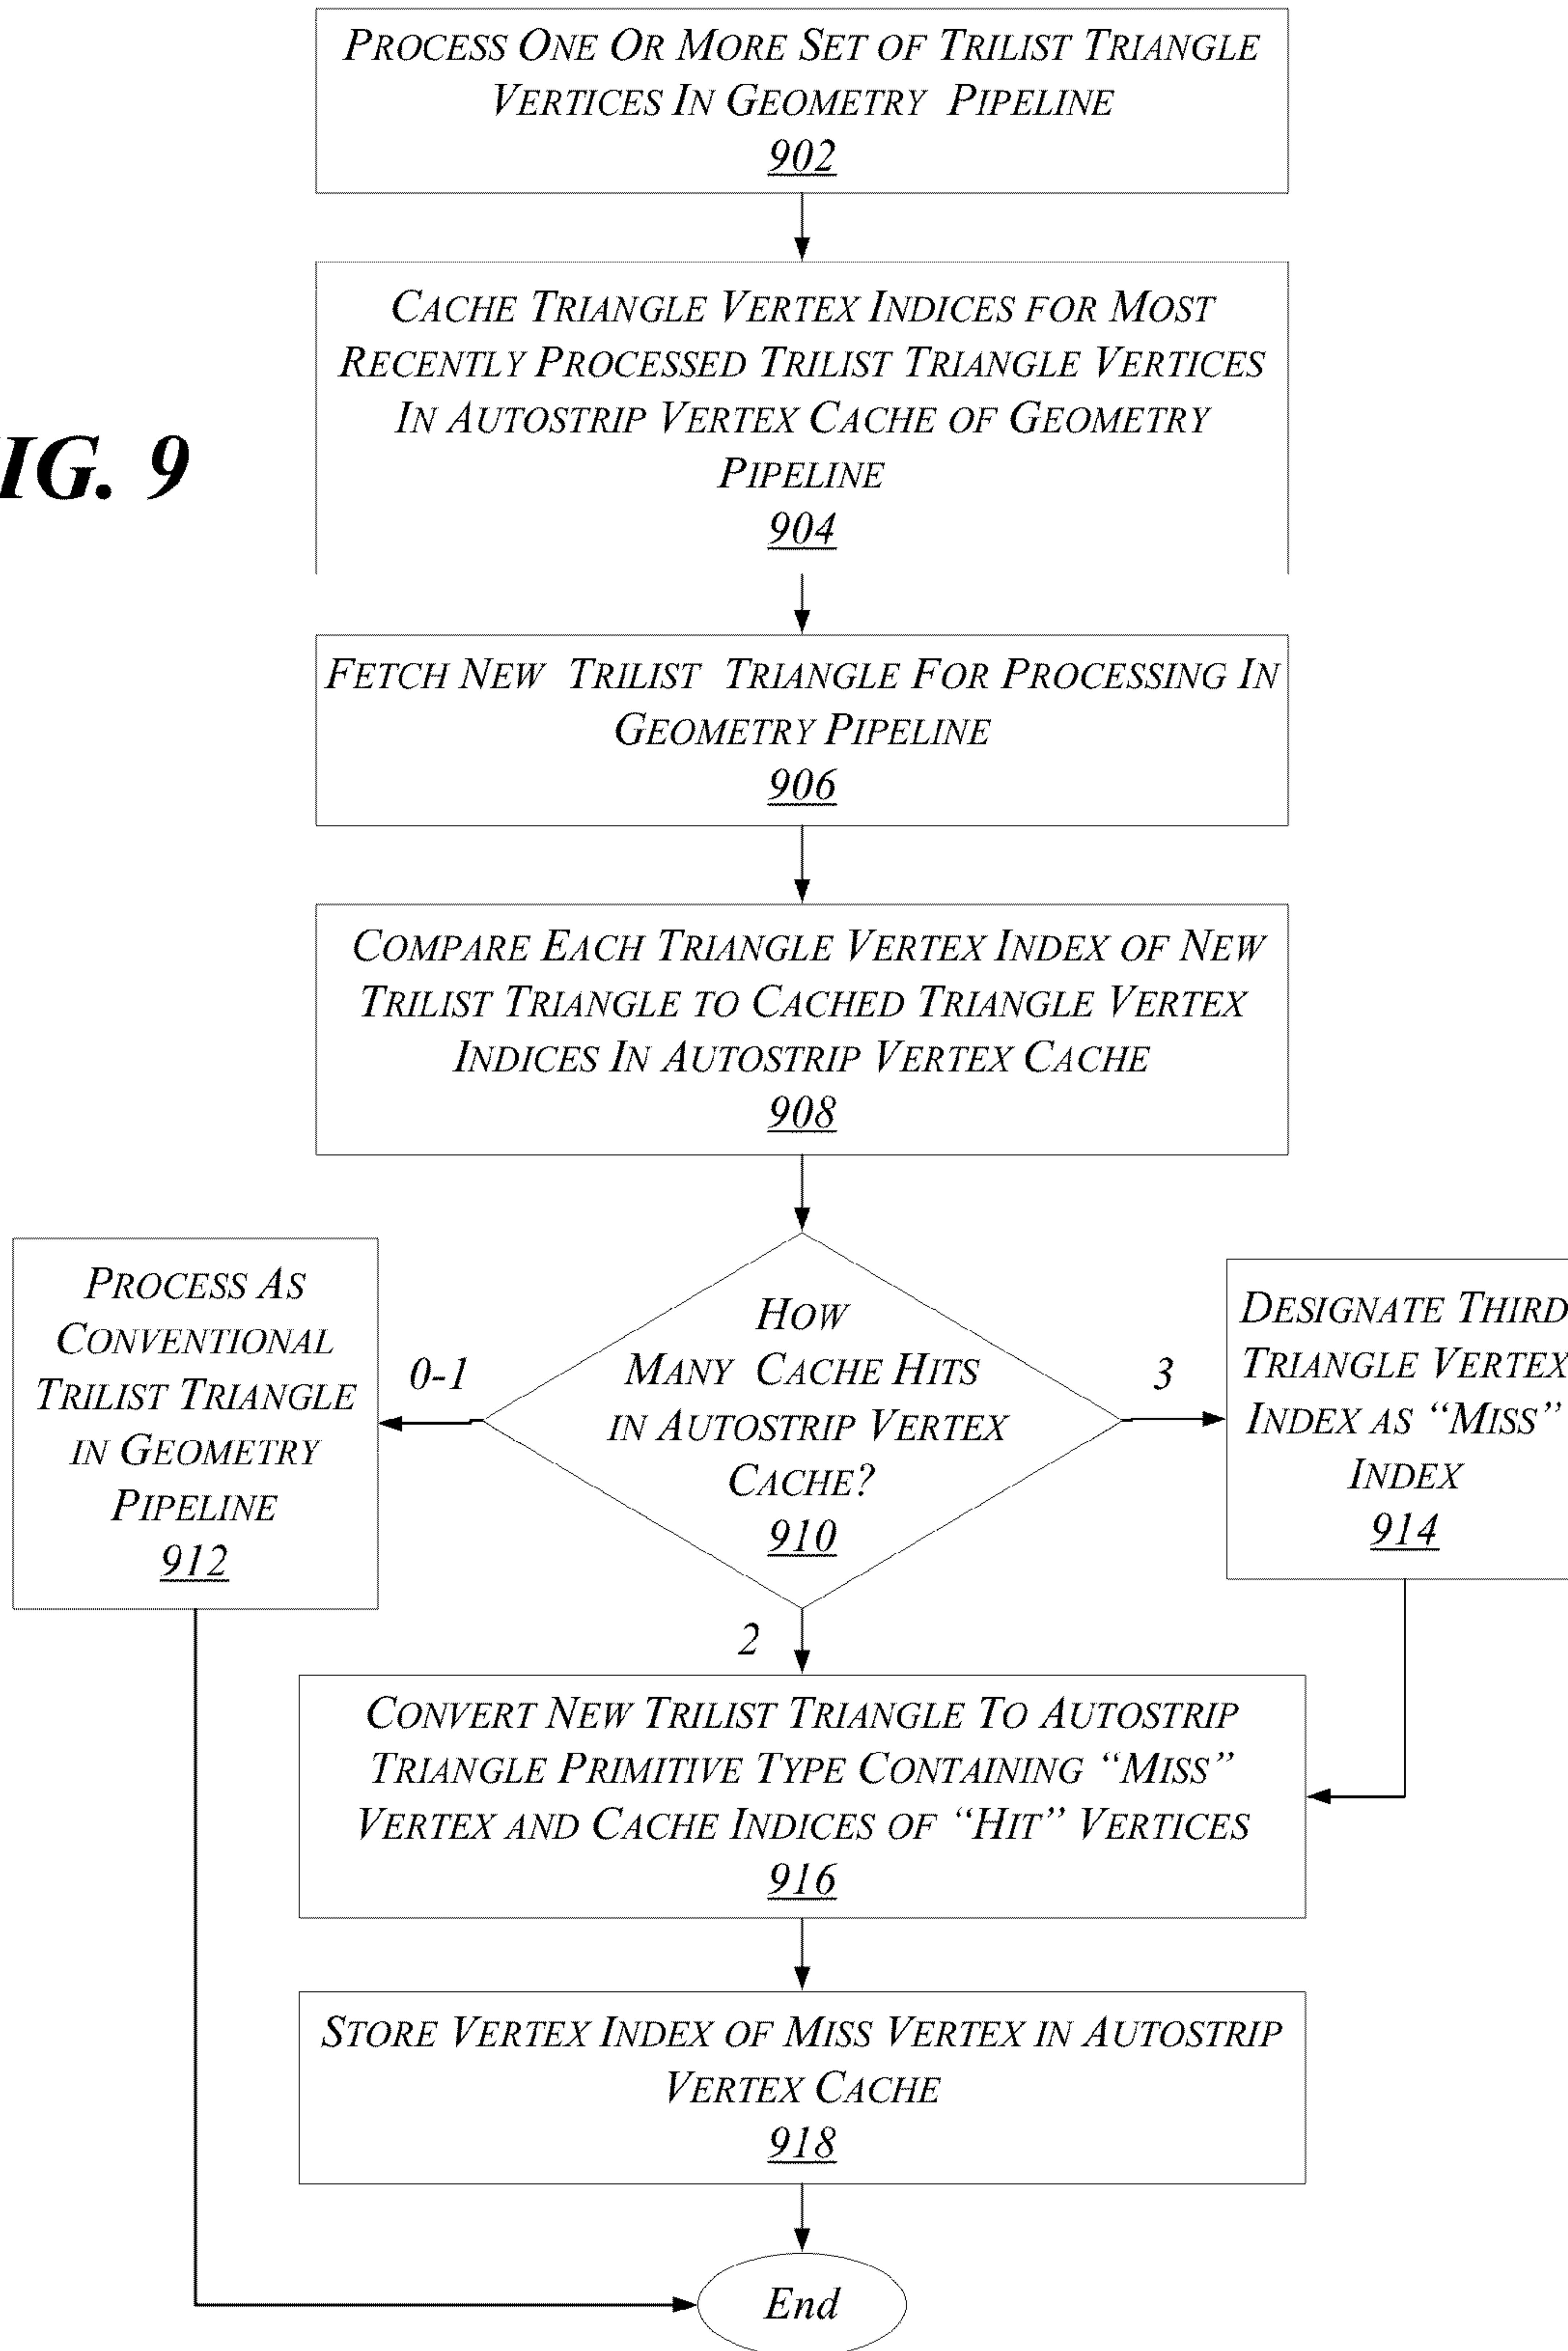 PROCESS ONE OR MORE SET OF TRILIST TRIANGLE
VERTICES IN GEOMETRY PIPELINE
902
CACHE TRIANGLE VERTEX INDICES FOR MOST
RECENTLY PROCESSED TRILIST TRIANGLE VERTICES
IN AUTOSTRIP VERTEX CACHE OF GEOMETRY
PIPELINE
904
IG. 9
FETCH NEW TRILIST TRIANGLE FOR PROCESSING IN
GEOMETRY PIPELINE
906
COMPARE EACH TRIANGLE VERTEX INDEX OF NEW
TRILIST TRIANGLE TO CACHED TRIANGLE VERTEX
INDICES IN AUTOSTRIP VERTEX CACHE
908
HOW
MANY CACHE HITS
IN AUTOSTRIP VERTEX
CACHE?
910
0-1
PROCESS AS
CONVENTIONAL
TRILIST TRIANGLE
IN GEOMETRY
PIPELINE
912
3
DESIGNATE THIRD
TRIANGLE VERTEX
INDEX AS “MISS”
INDEX
914
2
CONVERT NEW TRILIST TRIANGLE TO AUTOSTRIP
TRIANGLE PRIMITIVE TYPE CONTAINING “MISS”
VERTEX AND CACHE INDICES OF “HIT” VERTICES
916
STORE VERTEX INDEX OF MISS VERTEX IN AUTOSTRIP
VERTEX CACHE
918
End